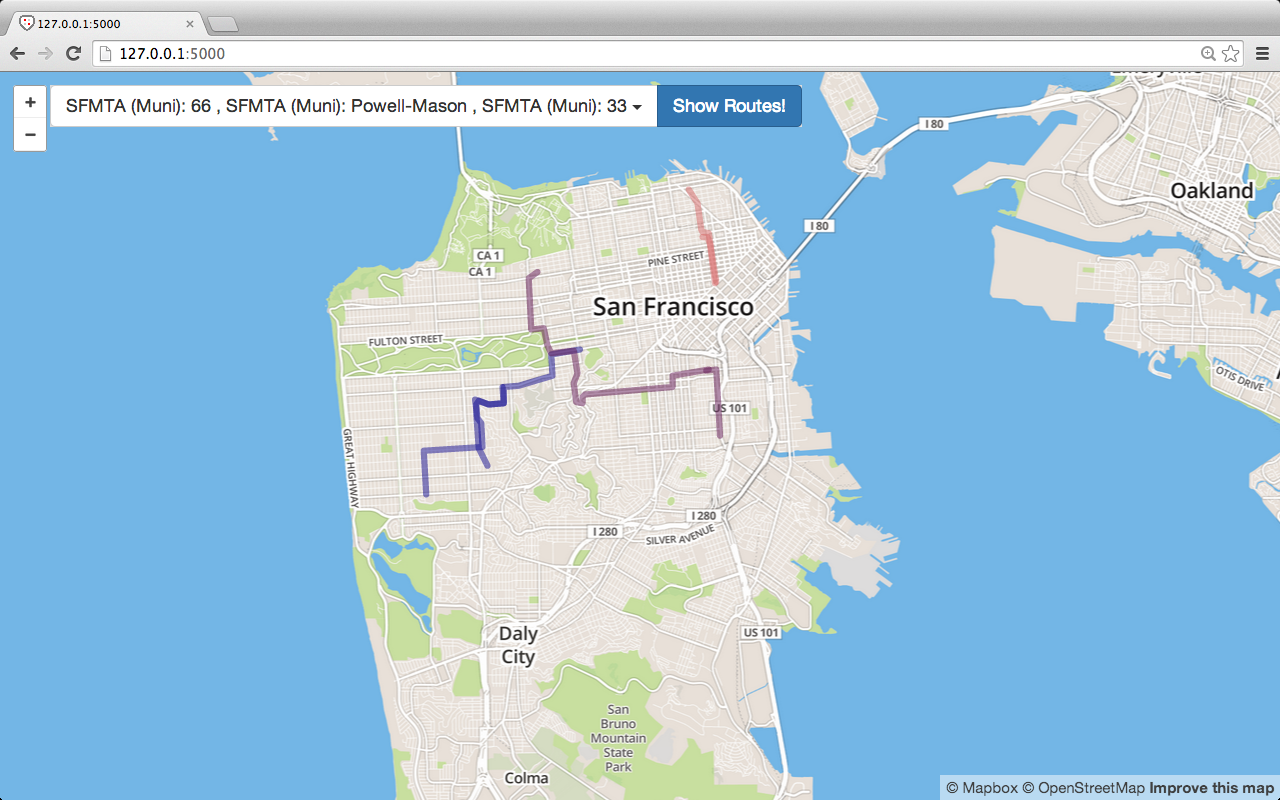 127.0.0.1:5000
127.0.0.1:5000
+
SFMTA (Muni): 66 , SFMTA (Muni): Powell-Mason , SFMTA (Muni): 33
Show Routes!
−
Emeryville
I 80
Oakland
I 80
CA 1
CA 1
PINE STREET
San Francisco
FULTON STREET
OTIS DRIVE
US 101
GREAT HIGHWAY
I 280
I 280
SILVER AVENUE
US 101
Daly
City
San
Bruno
Mountain
State
Park
Colma
© Mapbox © OpenStreetMap Improve this map